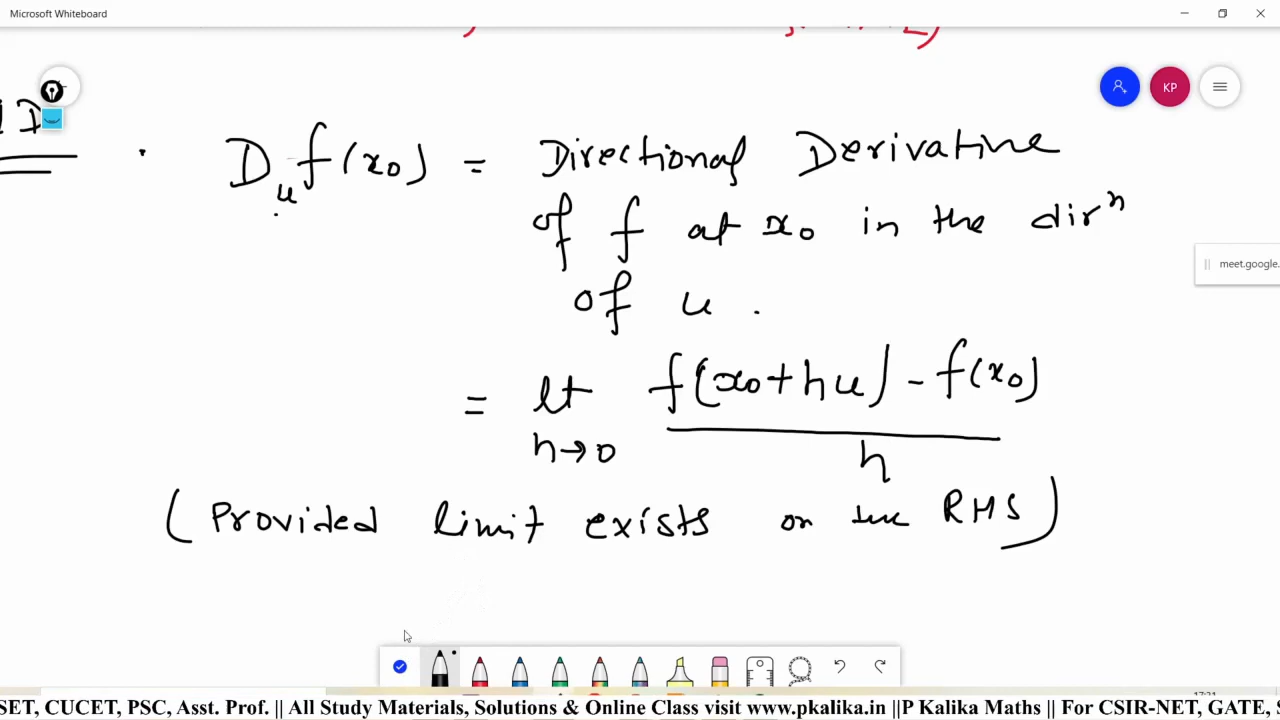 Microsoft Whiteboard
KP
D_u f(x₀) = Directional Derivative
of f at x₀ in the dirⁿ
of u .
= lt f(x₀+hu) - f(x₀)
h→0 h
(Provided limit exists on the RHS)
meet.google.
SET, CUCET, PSC, Asst. Prof. || All Study Materials, Solutions & Online Class visit www.pkalika.in ||P Kalika Maths || For CSIR-NET, GATE, S